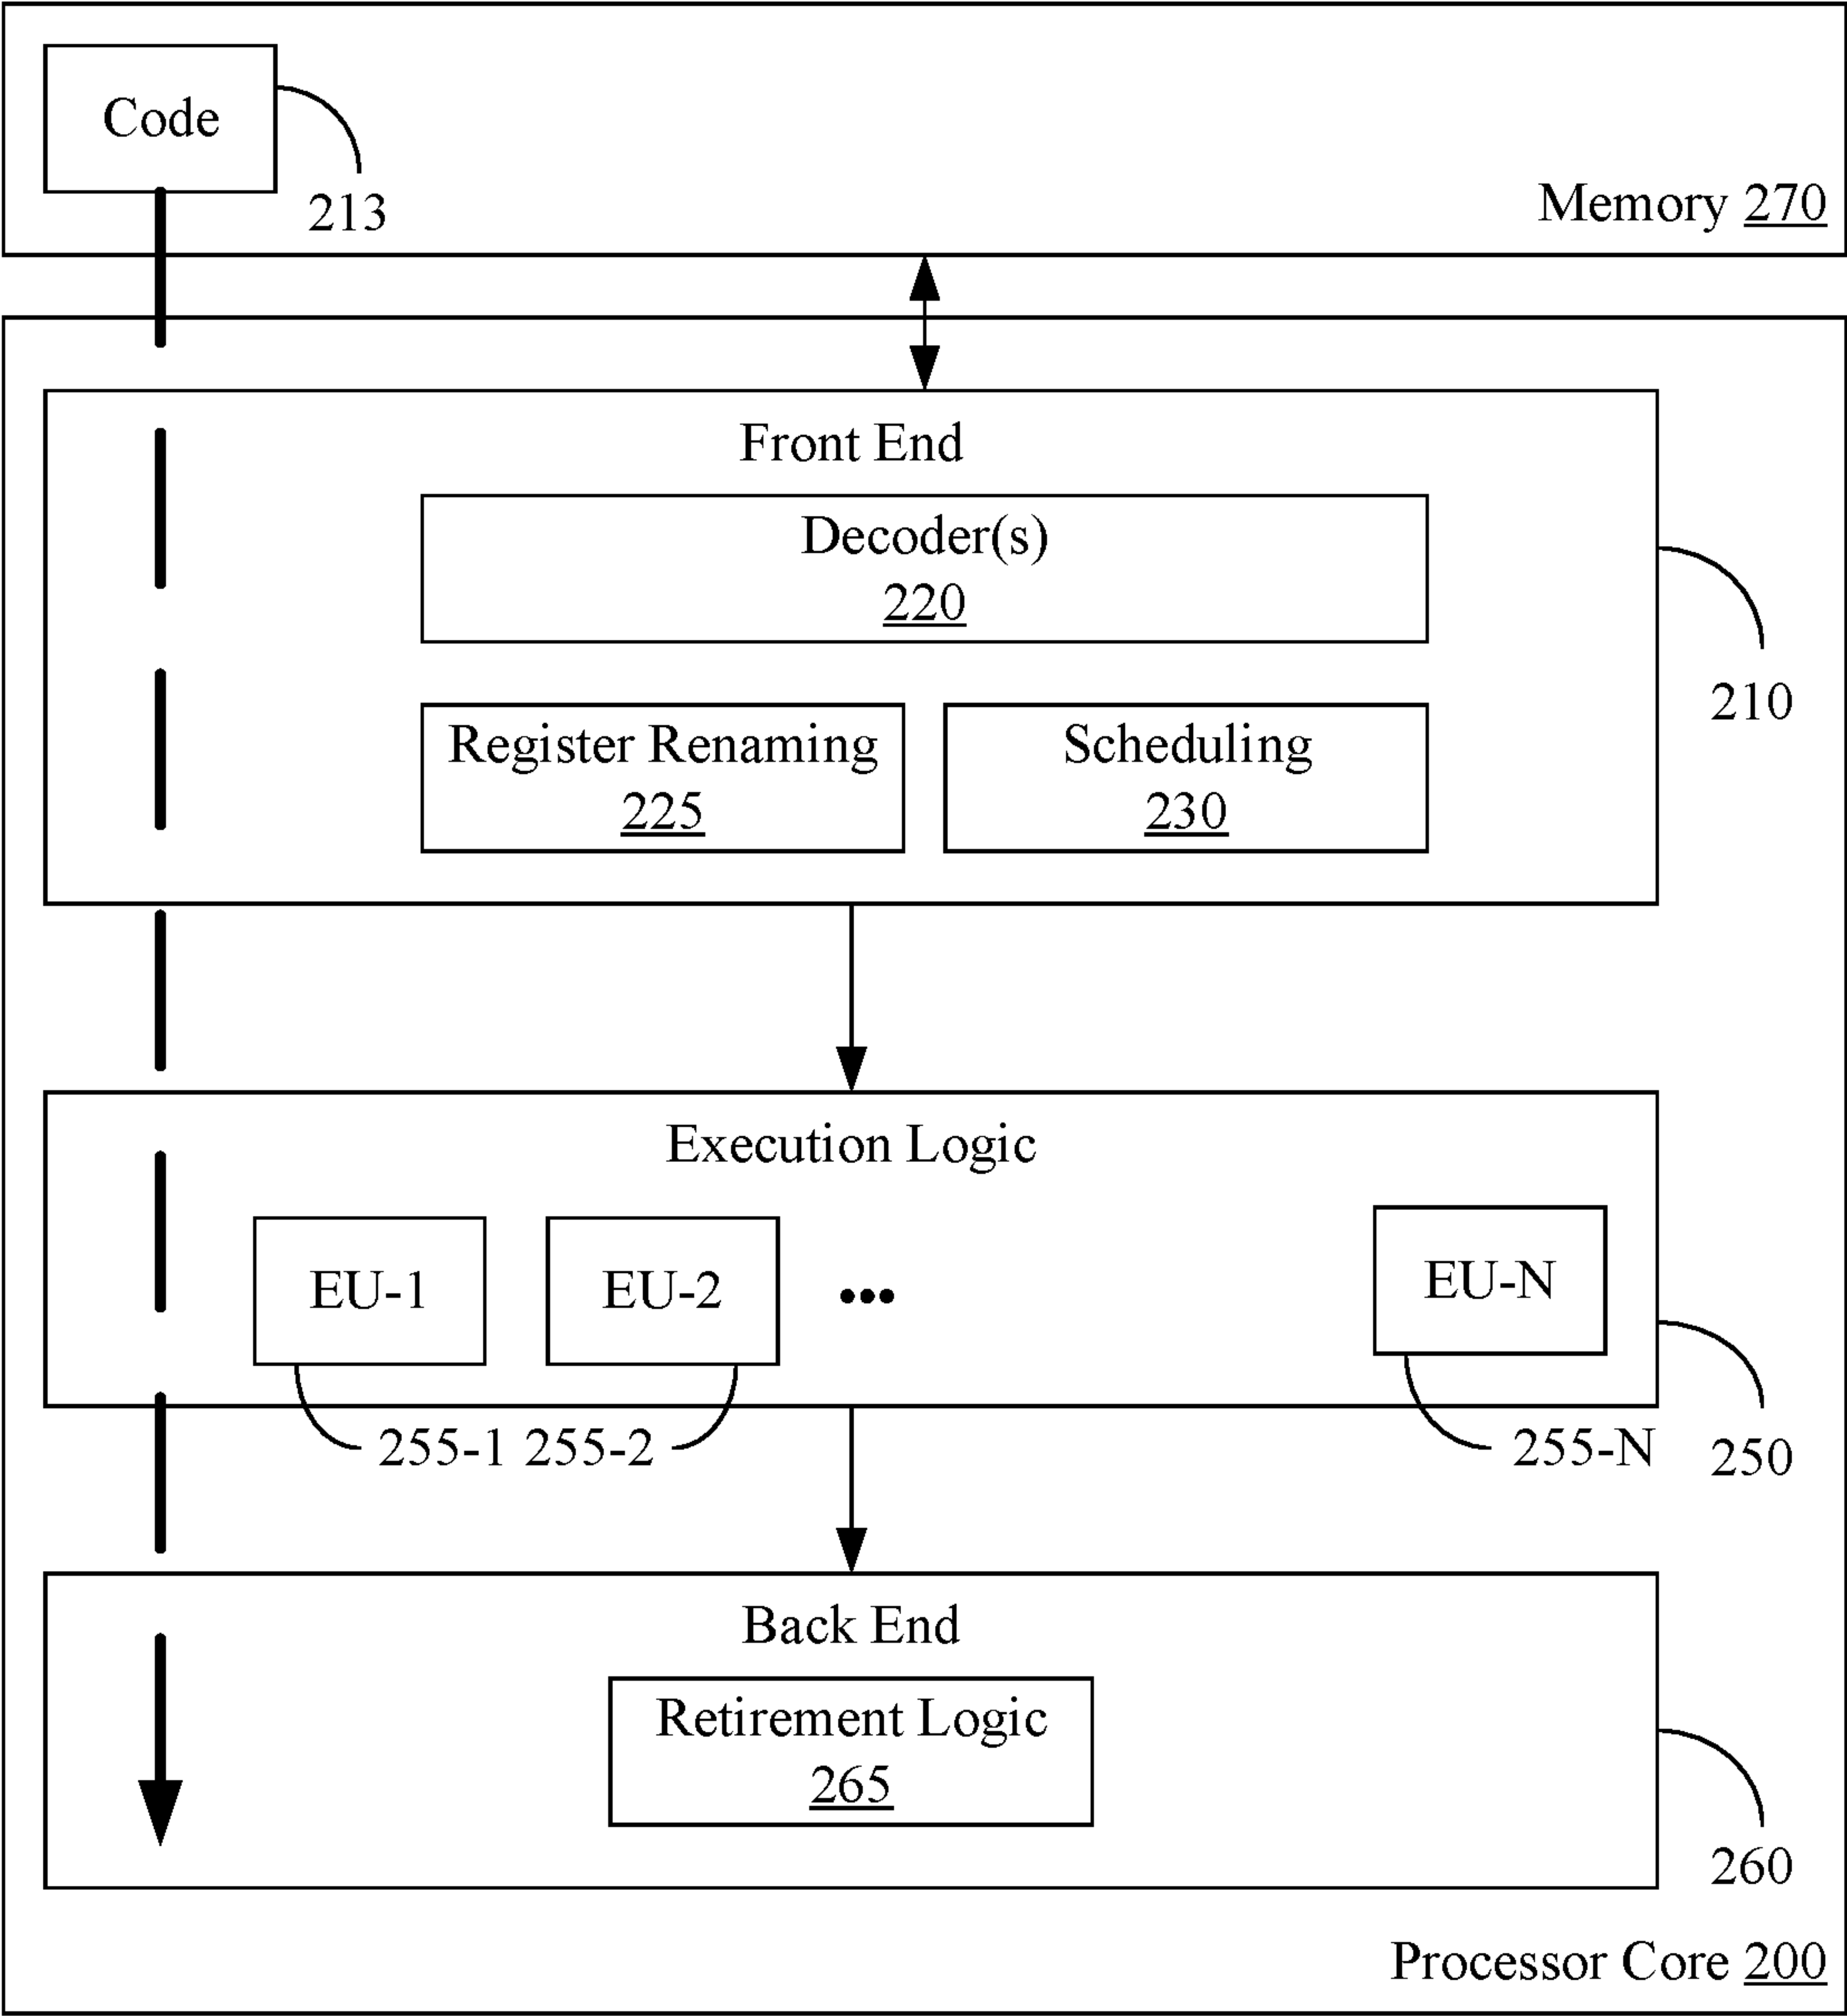 Code
213
Memory 270
Front End
Decoder(s)
220
210
Register Renaming
225
Scheduling
230
Execution Logic
EU-1
EU-2
•••
EU-N
255-1 255-2
255-N
250
Back End
Retirement Logic
265
260
Processor Core 200